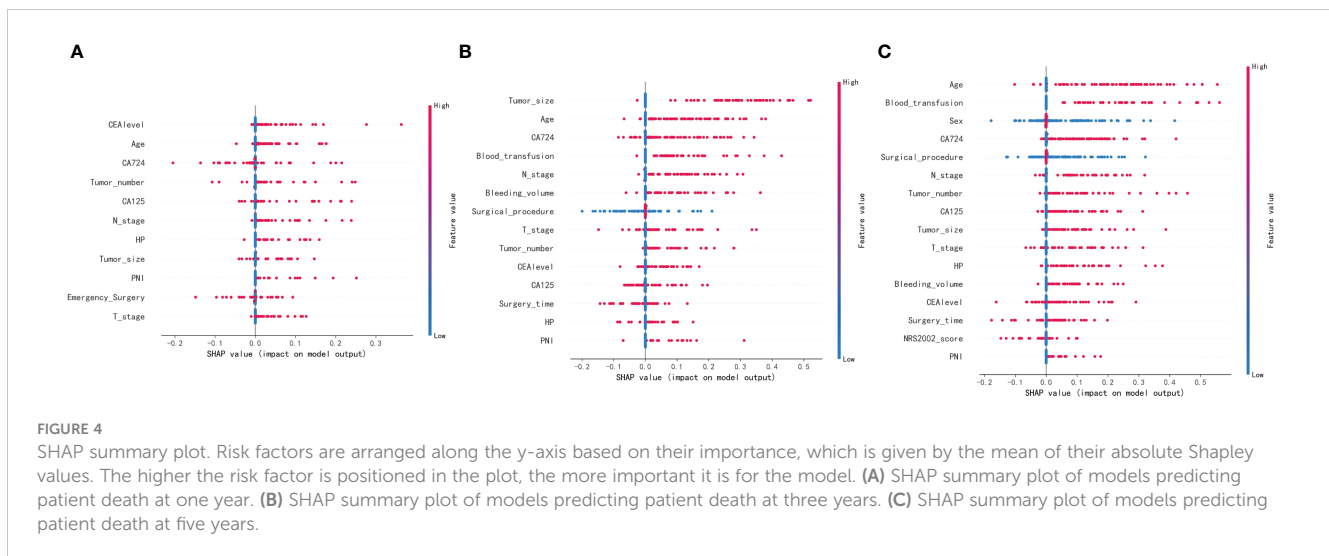 A
High
CEAlevel
Age
CA724
Tumor_number
CA125
N_stage
HP
Tumor_size
PNI
Emergency_Surgery
T_stage
Feature value
Low
-0.2 -0.1 0.0 0.1 0.2 0.3
SHAP value (impact on model output)
B
High
Tumor_size
Age
CA724
Blood_transfusion
N_stage
Bleeding_volume
Surgical_procedure
T_stage
Tumor_number
CEAlevel
CA125
Surgery_time
HP
PNI
Feature value
Low
-0.2 -0.1 0.0 0.1 0.2 0.3 0.4 0.5
SHAP value (impact on model output)
C
High
Age
Blood_transfusion
Sex
CA724
Surgical_procedure
N_stage
Tumor_number
CA125
Tumor_size
T_stage
HP
Bleeding_volume
CEAlevel
Surgery_time
NRS2002_score
PNI
Feature value
Low
-0.2 -0.1 0.0 0.1 0.2 0.3 0.4 0.5
SHAP value (impact on model output)
FIGURE 4
SHAP summary plot. Risk factors are arranged along the y-axis based on their importance, which is given by the mean of their absolute Shapley
values. The higher the risk factor is positioned in the plot, the more important it is for the model. (A) SHAP summary plot of models predicting
patient death at one year. (B) SHAP summary plot of models predicting patient death at three years. (C) SHAP summary plot of models predicting
patient death at five years.